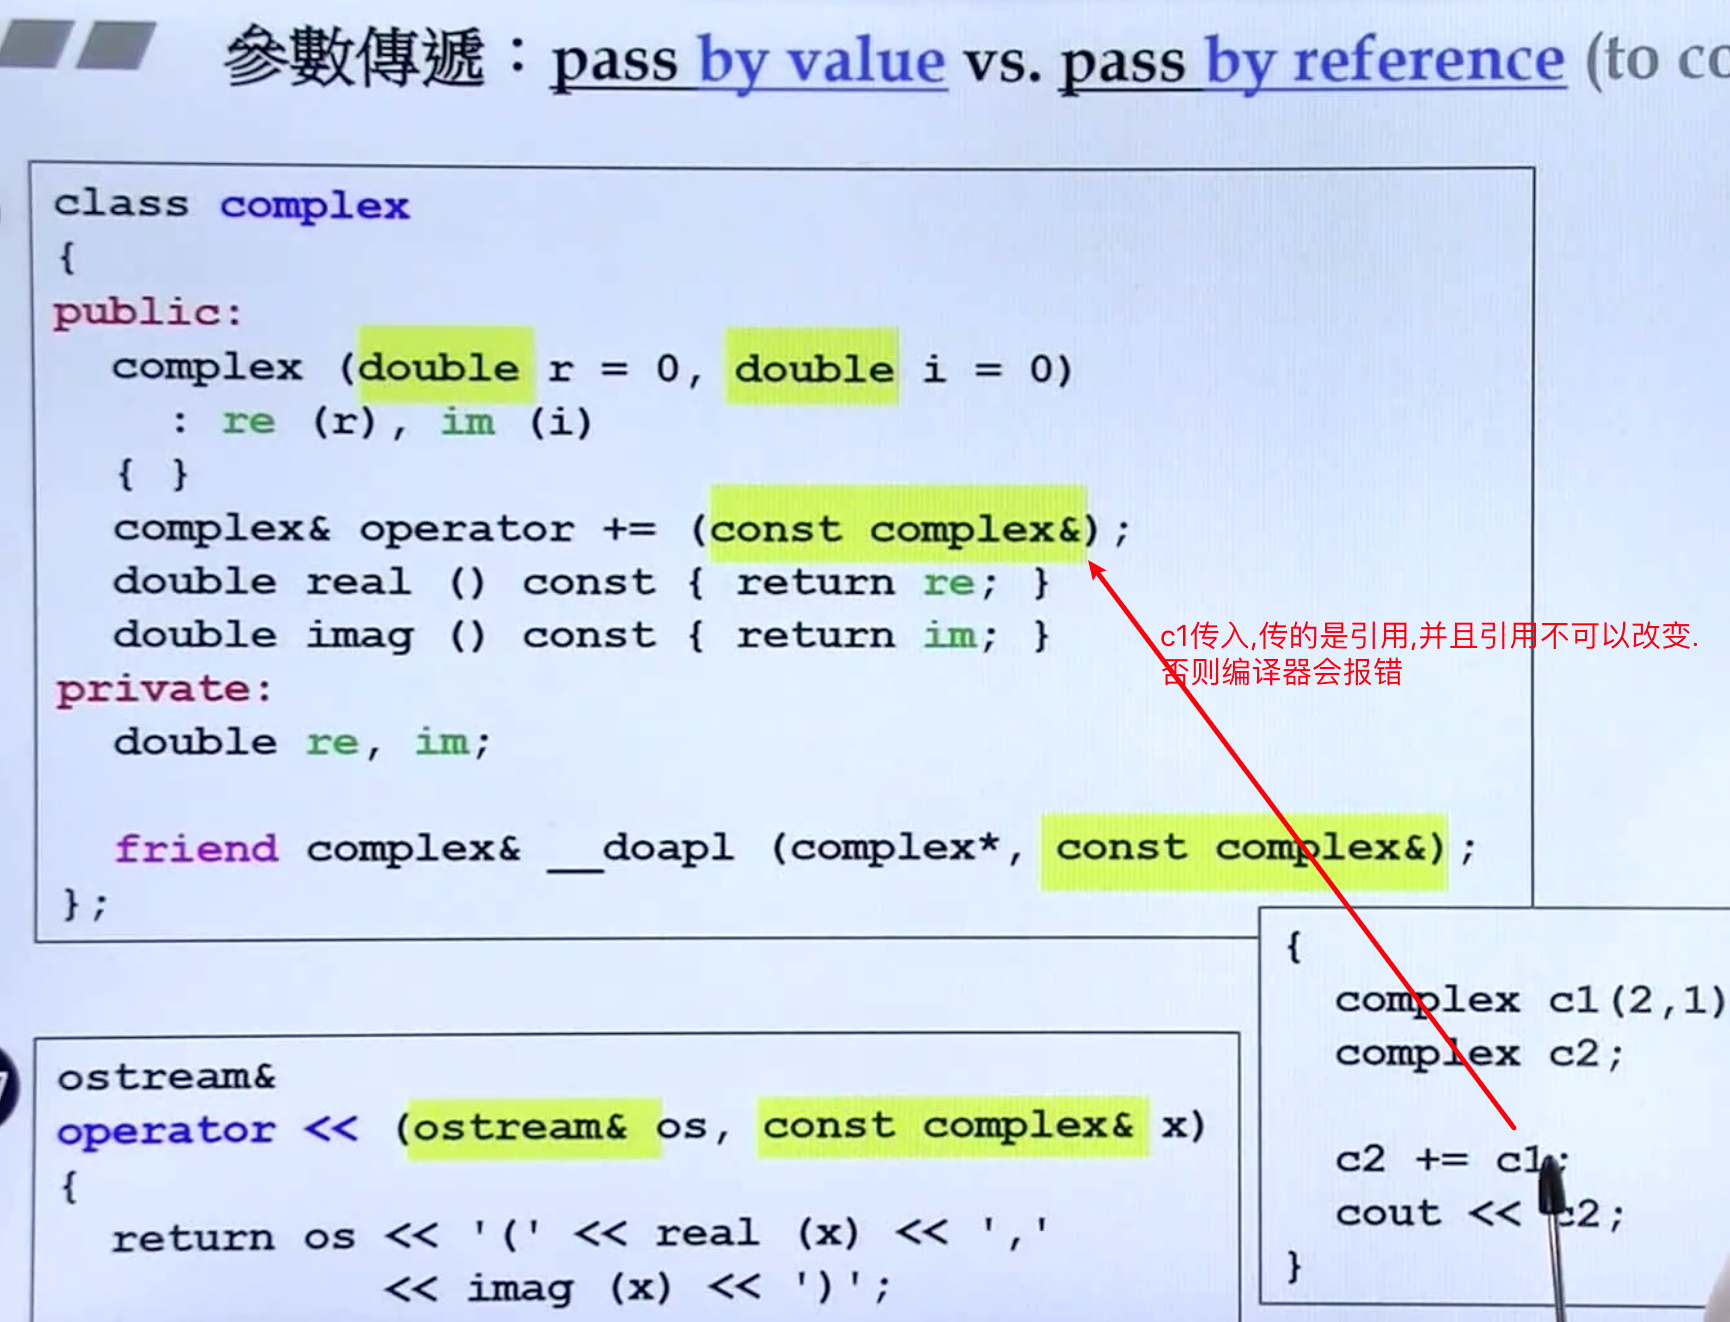 參數傳遞：pass by value vs. pass by reference (to co
class complex
{
public:
complex (double r = 0, double i = 0)
: re (r), im (i)
{ }
complex& operator += (const complex&);
double real () const { return re; }
double imag () const { return im; }
private:
double re, im;
friend complex& __doapl (complex*, const complex&);
};
c1传入,传的是引用,并且引用不可以改变.
否则编译器会报错
ostream&
operator << (ostream& os, const complex& x)
{
return os << '(' << real (x) << ','
<< imag (x) << ')';
{
complex c1(2,1)
complex c2;
c2 += c1;
cout << c2;
}